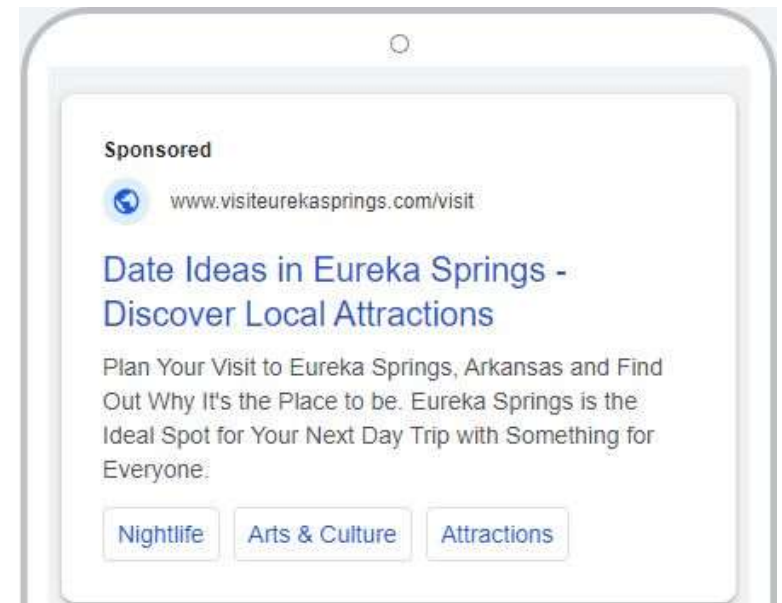 Sponsored
www.visiteurekasprings.com/visit
Date Ideas in Eureka Springs -
Discover Local Attractions
Plan Your Visit to Eureka Springs, Arkansas and Find
Out Why It's the Place to be. Eureka Springs is the
Ideal Spot for Your Next Day Trip with Something for
Everyone.
Nightlife Arts & Culture Attractions